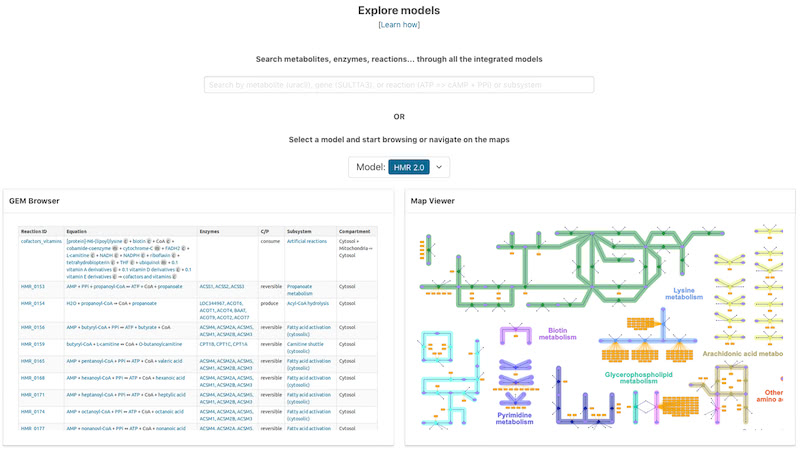 Explore models
[Learn how]
Search metabolites, enzymes, reactions... through all the integrated models
Search by metabolite (uracil), gene (SULT1A3), or reaction (ATP => cAMP + PPi) or subsystem
OR
Select a model and start browsing or navigate on the maps
Model: HMR 2.0
GEM Browser
Reaction ID Equation Enzymes C/P Subsystem Compartment
cofactors_vitamins [protein]-N6-(lipoyl)lysine c + biotin c + CoA c + consume Artificial reactions Cytosol +
cobamide-coenzyme m + cytochrome-C m + FADH2 c + Mitochondria ⇒
L-carnitine c + NADH c + NADPH c + riboflavin c + Cytosol
tetrahydrobiopterin c + THF c + ubiquinol m + 0.1
vitamin A derivatives c + 0.1 vitamin D derivatives c + 0.1
vitamin E derivatives c ⇒ cofactors and vitamins c
HMR_0153 AMP + PPi + propanoyl-CoA ⇔ ATP + CoA + propanoate ACSS1, ACSS2, ACSS3 reversible Propanoate Cytosol
metabolism
HMR_0154 H2O + propanoyl-CoA ⇒ CoA + propanoate LOC344967, ACOT6, produce Acyl-CoA hydrolysis Cytosol
ACOT1, ACOT4, BAAT,
ACOT9, ACOT2, ACOT7
HMR_0156 AMP + butyryl-CoA + PPi ⇔ ATP + butyrate + CoA ACSM4, ACSM2A, ACSM5, reversible Fatty acid activation Cytosol
ACSM1, ACSM2B, ACSM3 (cytosolic)
HMR_0159 butyryl-CoA + L-carnitine ⇔ CoA + O-butanoylcarnitine CPT1B, CPT1C, CPT1A reversible Carnitine shuttle Cytosol
(cytosolic)
HMR_0165 AMP + pentanoyl-CoA + PPi ⇔ ATP + CoA + valeric acid ACSM4, ACSM2A, ACSM5, reversible Fatty acid activation Cytosol
ACSM1, ACSM2B, ACSM3 (cytosolic)
HMR_0168 AMP + hexanoyl-CoA + PPi ⇔ ATP + CoA + hexanoic acid ACSM4, ACSM2A, ACSM5, reversible Fatty acid activation Cytosol
ACSM1, ACSM2B, ACSM3 (cytosolic)
HMR_0171 AMP + heptanoyl-CoA + PPi ⇔ ATP + CoA + heptylic acid ACSM4, ACSM2A, ACSM5, reversible Fatty acid activation Cytosol
ACSM1, ACSM2B, ACSM3 (cytosolic)
HMR_0174 AMP + octanoyl-CoA + PPi ⇔ ATP + CoA + octanoic acid ACSM4, ACSM2A, ACSM5, reversible Fatty acid activation Cytosol
ACSM1, ACSM2B, ACSM3 (cytosolic)
HMR_0177 AMP + nonanoyl-CoA + PPi ⇔ ATP + CoA + nonanoic acid ACSM4, ACSM2A, ACSM5, reversible Fatty acid activation Cytosol
Map Viewer
Lysine
metabolism
Biotin
metabolism
Arachidonic acid metabo
Glycerophospholipid
metabolism
Other
amino a
Pyrimidine
metabolism